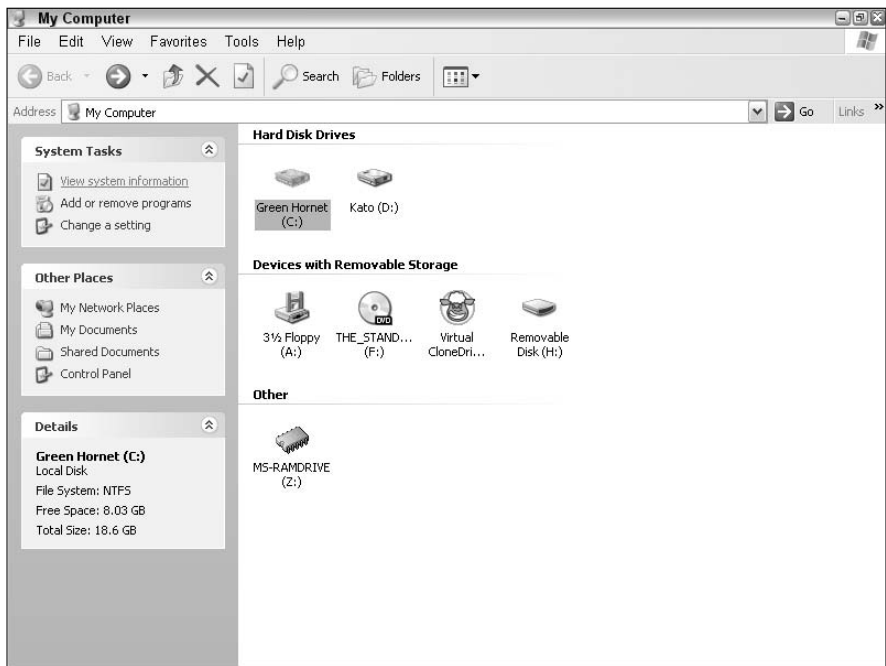 My Computer
File Edit View Favorites Tools Help
Back Search Folders
Address My Computer Go Links »
System Tasks
View system information
Add or remove programs
Change a setting
Other Places
My Network Places
My Documents
Shared Documents
Control Panel
Details
Green Hornet (C:)
Local Disk
File System: NTFS
Free Space: 8.03 GB
Total Size: 18.6 GB
Hard Disk Drives
Green Hornet
(C:)
Kato (D:)
Devices with Removable Storage
3½ Floppy
(A:)
THE_STAND...
(F:)
DVD
Virtual
CloneDri...
Removable
Disk (H:)
Other
MS-RAMDRIVE
(Z:)